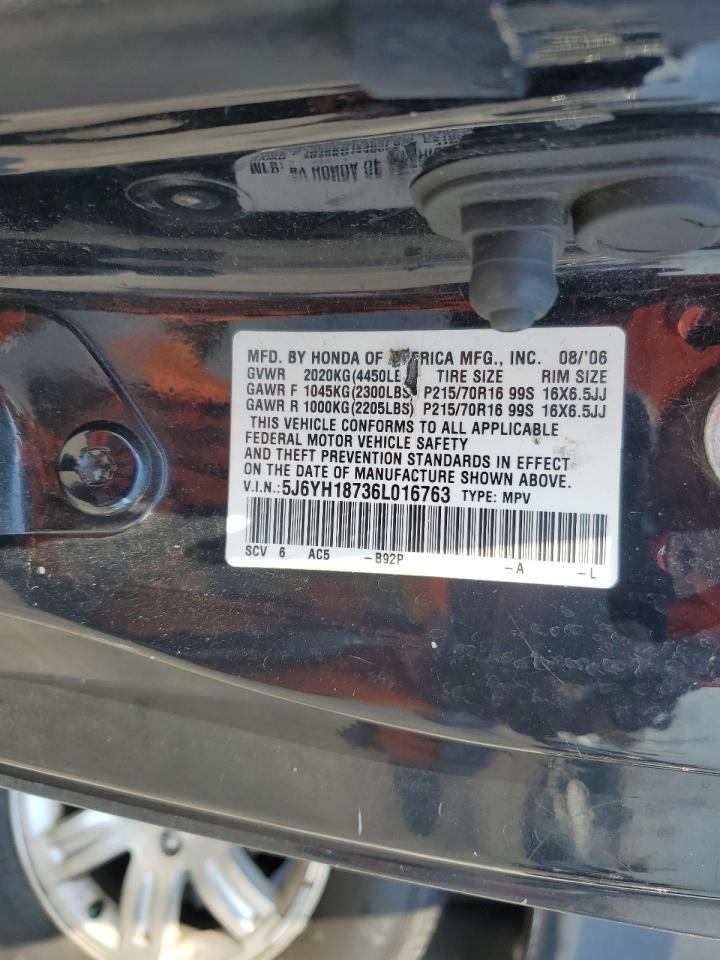 MFD. BY HONDA OF AMERICA MFG., INC. 08/'06
GVWR 2020KG(4450LB TIRE SIZE RIM SIZE
GAWR F 1045KG(2300LBS) P215/70R16 99S 16X6.5JJ
GAWR R 1000KG(2205LBS) P215/70R16 99S 16X6.5JJ
THIS VEHICLE CONFORMS TO ALL APPLICABLE
FEDERAL MOTOR VEHICLE SAFETY
AND THEFT PREVENTION STANDARDS IN EFFECT
ON THE DATE OF MANUFACTURE SHOWN ABOVE.
V.I.N.: 5J6YH18736L016763 TYPE: MPV
SCV 6 AC5 -B92P -A -L